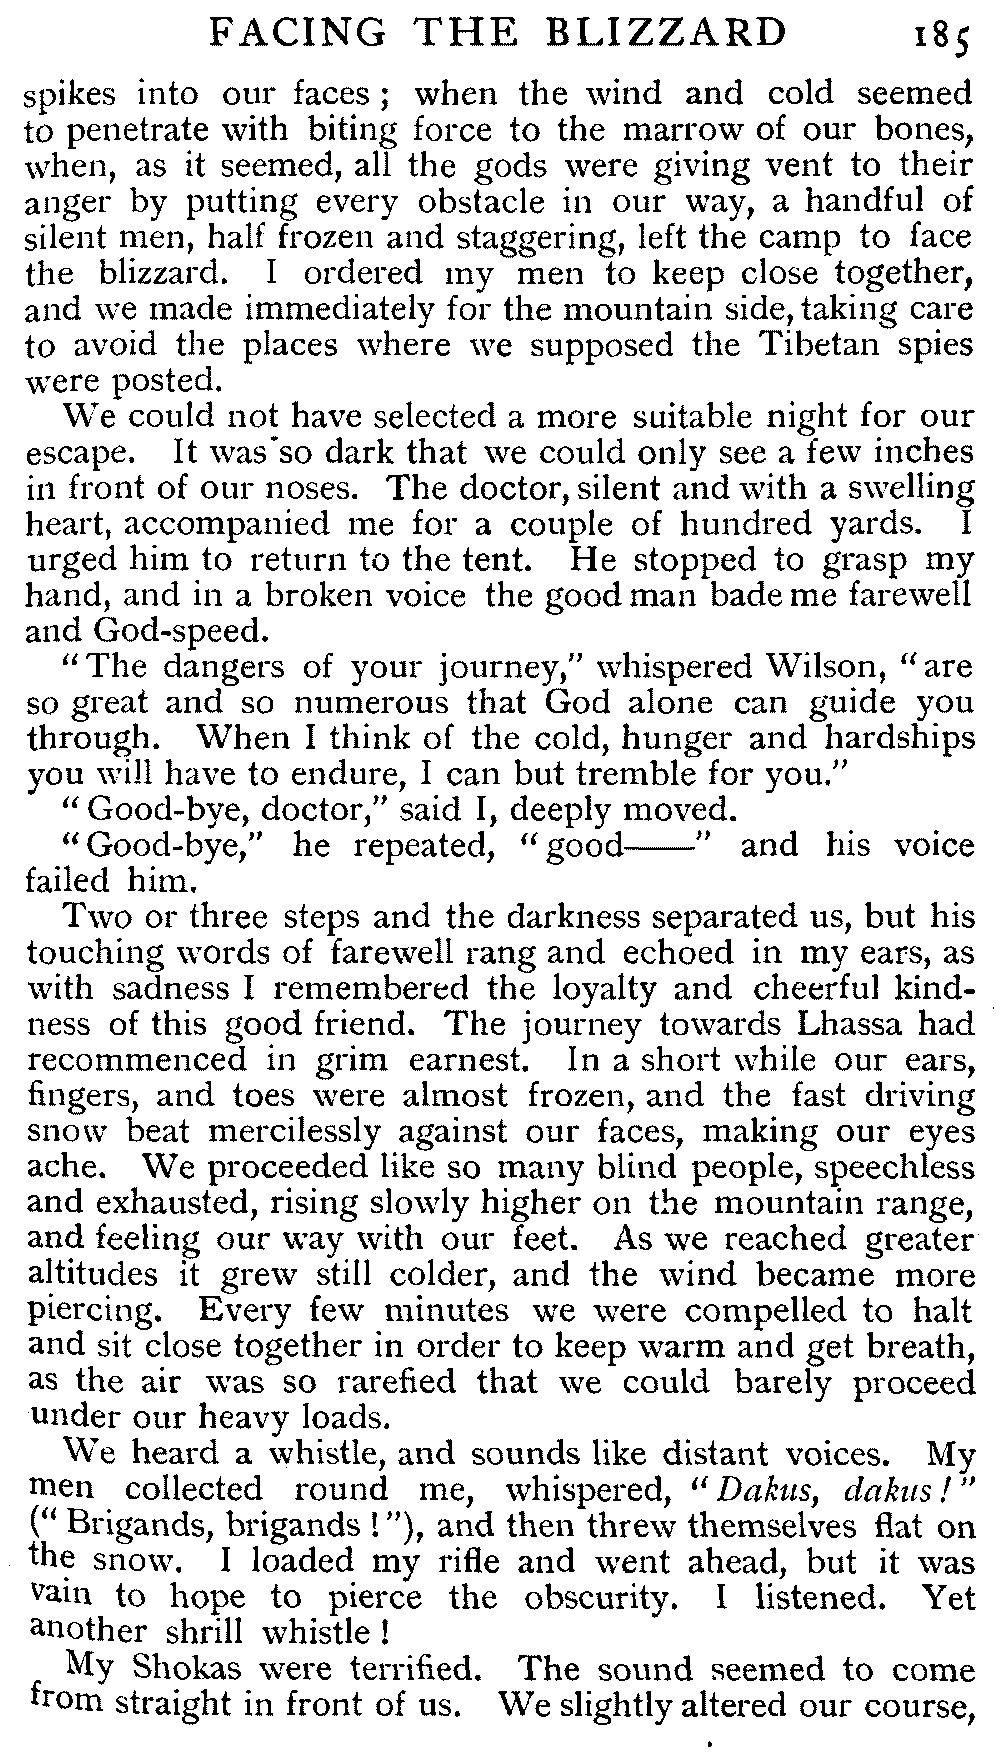 FACING THE BLIZZARD 185
spikes into our faces ; when the wind and cold seemed
to penetrate with biting force to the marrow of our bones,
when, as it seemed, all the gods were giving vent to their
anger by putting every obstacle in our way, a handful of
silent men, half frozen and staggering, left the camp to face
the blizzard. I ordered my men to keep close together,
and we made immediately for the mountain side, taking care
to avoid the places where we supposed the Tibetan spies
were posted.
We could not have selected a more suitable night for our
escape. It was so dark that we could only see a few inches
in front of our noses. The doctor, silent and with a swelling
heart, accompanied me for a couple of hundred yards. I
urged him to return to the tent. He stopped to grasp my
hand, and in a broken voice the good man bade me farewell
and God-speed.
“The dangers of your journey,” whispered Wilson, “are
so great and so numerous that God alone can guide you
through. When I think of the cold, hunger and hardships
you will have to endure, I can but tremble for you.”
“Good-bye, doctor,” said I, deeply moved.
“Good-bye,” he repeated, “good——” and his voice
failed him.
Two or three steps and the darkness separated us, but his
touching words of farewell rang and echoed in my ears, as
with sadness I remembered the loyalty and cheerful kind-
ness of this good friend. The journey towards Lhassa had
recommenced in grim earnest. In a short while our ears,
fingers, and toes were almost frozen, and the fast driving
snow beat mercilessly against our faces, making our eyes
ache. We proceeded like so many blind people, speechless
and exhausted, rising slowly higher on the mountain range,
and feeling our way with our feet. As we reached greater
altitudes it grew still colder, and the wind became more
piercing. Every few minutes we were compelled to halt
and sit close together in order to keep warm and get breath,
as the air was so rarefied that we could barely proceed
under our heavy loads.
We heard a whistle, and sounds like distant voices. My
men collected round me, whispered, “Dakus, dakus!”
(“Brigands, brigands!”), and then threw themselves flat on
the snow. I loaded my rifle and went ahead, but it was
vain to hope to pierce the obscurity. I listened. Yet
another shrill whistle !
My Shokas were terrified. The sound seemed to come
from straight in front of us. We slightly altered our course,